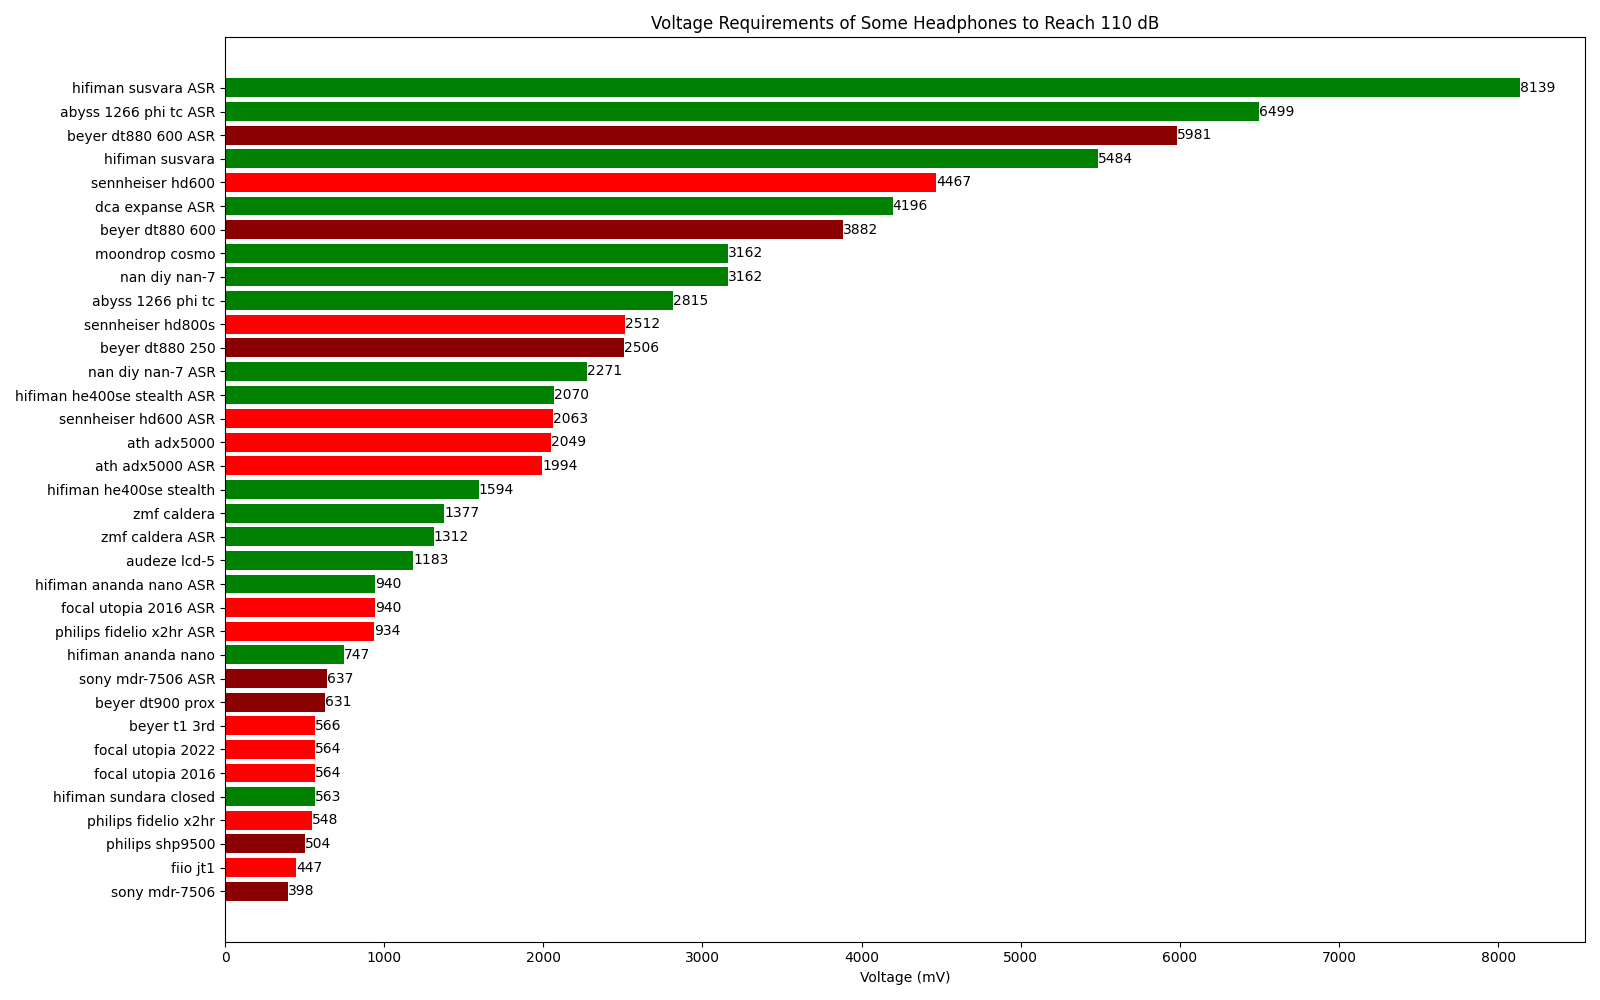 Voltage Requirements of Some Headphones to Reach 110 dB
hifiman susvara ASR 8139
abyss 1266 phi tc ASR 6499
beyer dt880 600 ASR 5981
hifiman susvara 5484
sennheiser hd600 4467
dca expanse ASR 4196
beyer dt880 600 3882
moondrop cosmo 3162
nan diy nan-7 3162
abyss 1266 phi tc 2815
sennheiser hd800s 2512
beyer dt880 250 2506
nan diy nan-7 ASR 2271
hifiman he400se stealth ASR 2070
sennheiser hd600 ASR 2063
ath adx5000 2049
ath adx5000 ASR 1994
hifiman he400se stealth 1594
zmf caldera 1377
zmf caldera ASR 1312
audeze lcd-5 1183
hifiman ananda nano ASR 940
focal utopia 2016 ASR 940
philips fidelio x2hr ASR 934
hifiman ananda nano 747
sony mdr-7506 ASR 637
beyer dt900 prox 631
beyer t1 3rd 566
focal utopia 2022 564
focal utopia 2016 564
hifiman sundara closed 563
philips fidelio x2hr 548
philips shp9500 504
fiio jt1 447
sony mdr-7506 398
0 1000 2000 3000 4000 5000 6000 7000 8000
Voltage (mV)